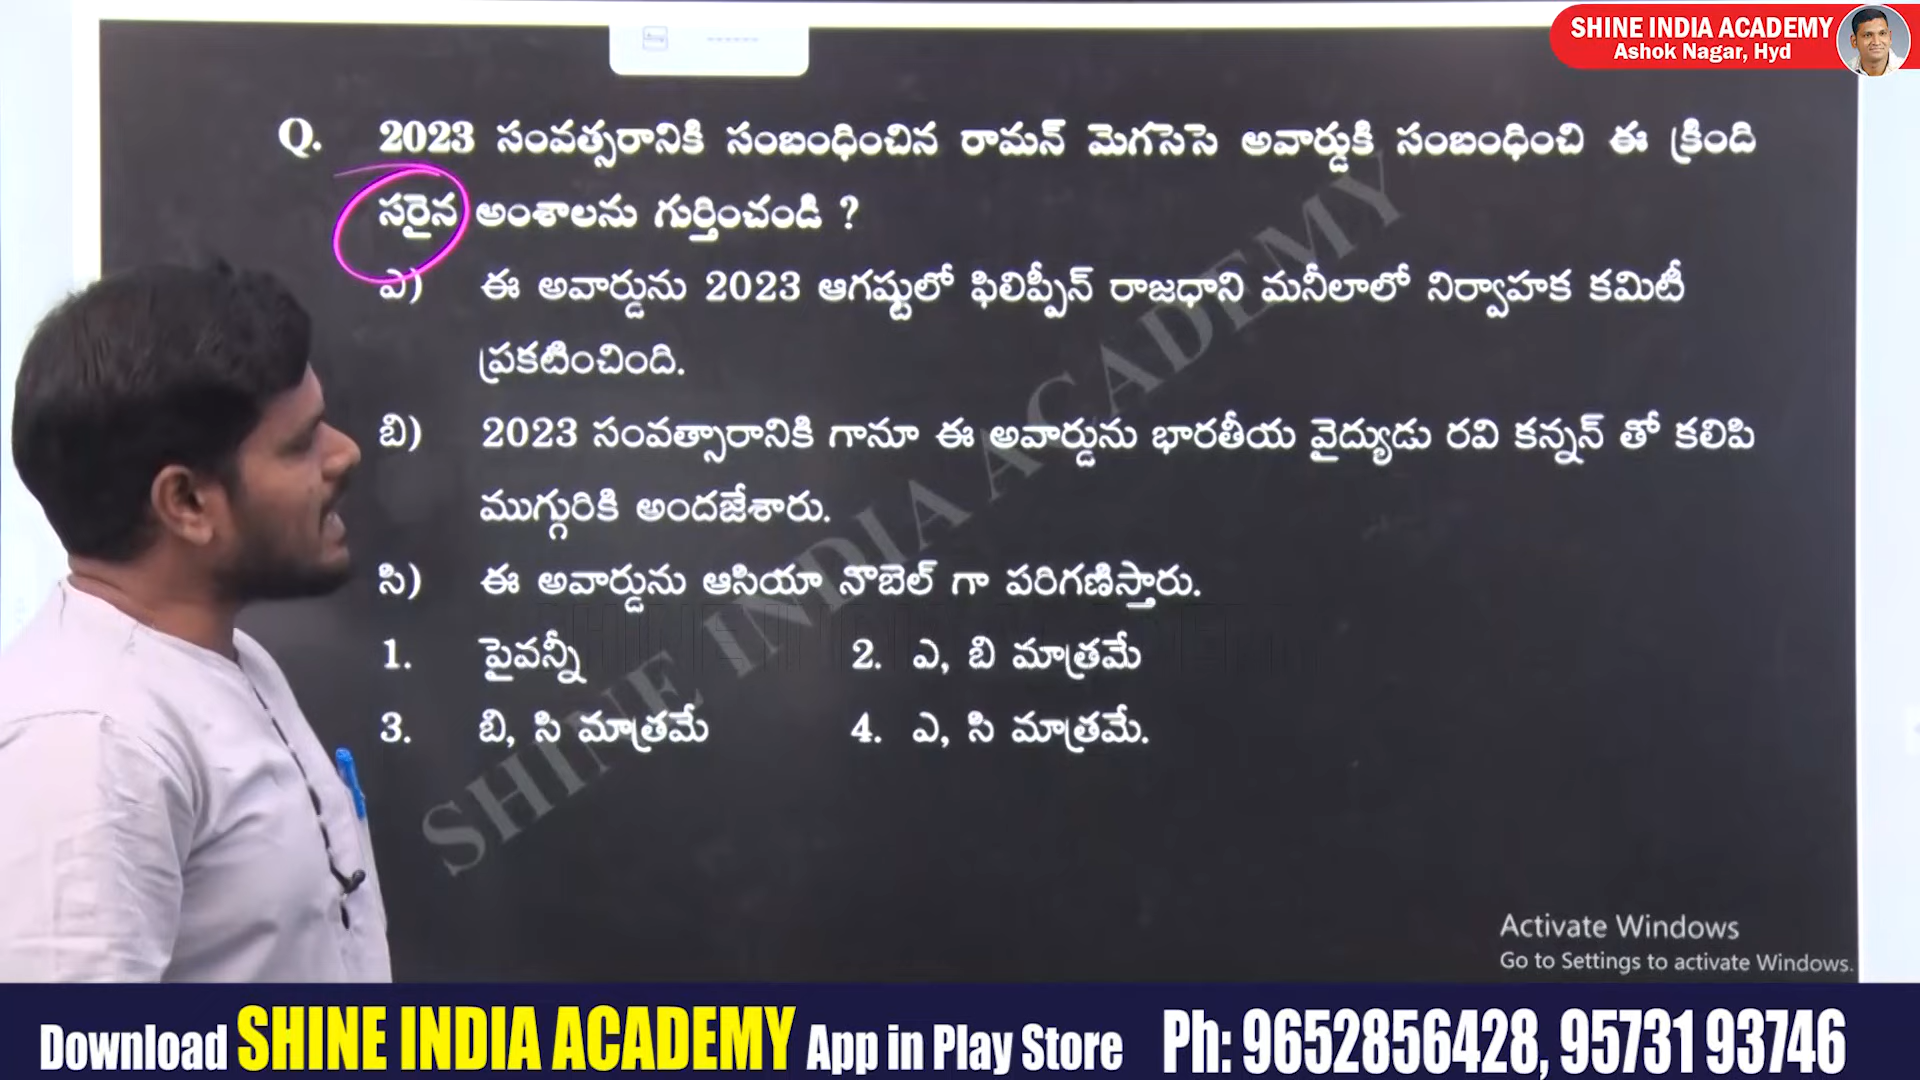 SHINE INDIA ACADEMY
Ashok Nagar, Hyd
Q. 2023 సంవత్సరానికి సంబంధించిన రామన్ మెగసెసె అవార్డుకి సంబంధించి ఈ క్రింది
సరైన అంశాలను గుర్తించండి ?
ఎ) ఈ అవార్డును 2023 ఆగష్టులో ఫిలిప్పీన్ రాజధాని మనీలాలో నిర్వాహక కమిటీ
ప్రకటించింది.
బి) 2023 సంవత్సారానికి గానూ ఈ అవార్డును భారతీయ వైద్యుడు రవి కన్నన్ తో కలిపి
ముగ్గురికి అందజేశారు.
సి) ఈ అవార్డును ఆసియా నొబెల్ గా పరిగణిస్తారు.
1. పైవన్నీ 2. ఎ, బి మాత్రమే
3. బి, సి మాత్రమే 4. ఎ, సి మాత్రమే.
SHINE INDIA ACADEMY
Activate Windows
Go to Settings to activate Windows.
Download SHINE INDIA ACADEMY App in Play Store Ph: 9652856428, 95731 93746